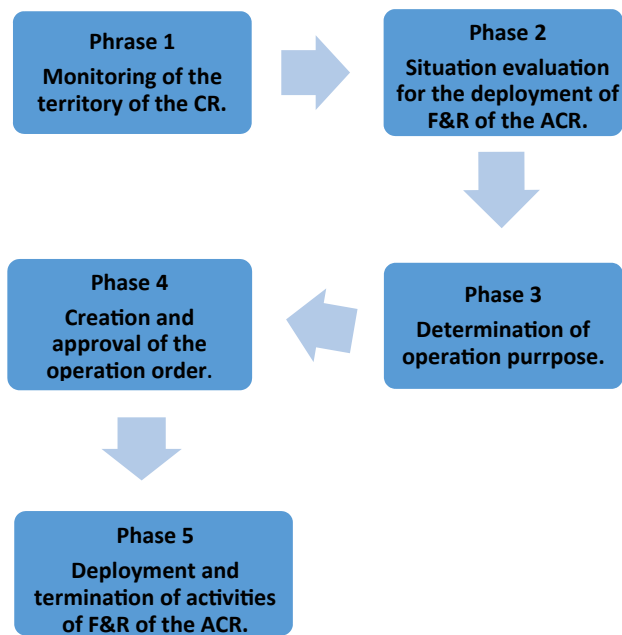 Phrase 1
Monitoring of the
territory of the CR.
Phase 2
Situation evaluation
for the deployment of
F&R of the ACR.
Phase 3
Determination of
operation purrpose.
Phase 4
Creation and
approval of the
operation order.
Phase 5
Deployment and
termination of activities
of F&R of the ACR.